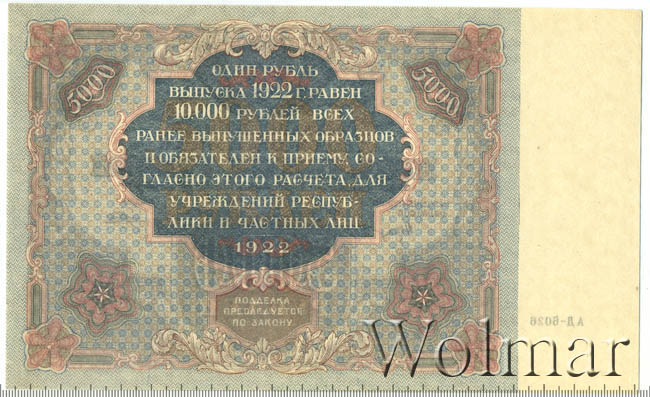 5000
5000
ОДИН РУБЛЬ
ВЫПУСКА 1922 Г. РАВЕН
10.000 РУБЛЕЙ ВСЕХ
РАНЕЕ ВЫПУЩЕННЫХ ОБРАЗЦОВ
И ОБЯЗАТЕЛЕН К ПРИЕМУ, СО-
ГЛАСНО ЭТОГО РАСЧЕТА, ДЛЯ
УЧРЕЖДЕНИЙ РЕСПУБ-
ЛИКИ И ЧАСТНЫХ ЛИЦ
1922
ПОДДЕЛКА
ПРЕСЛЕДУЕТСЯ
ПО ЗАКОНУ
АД-5026
Wolmar